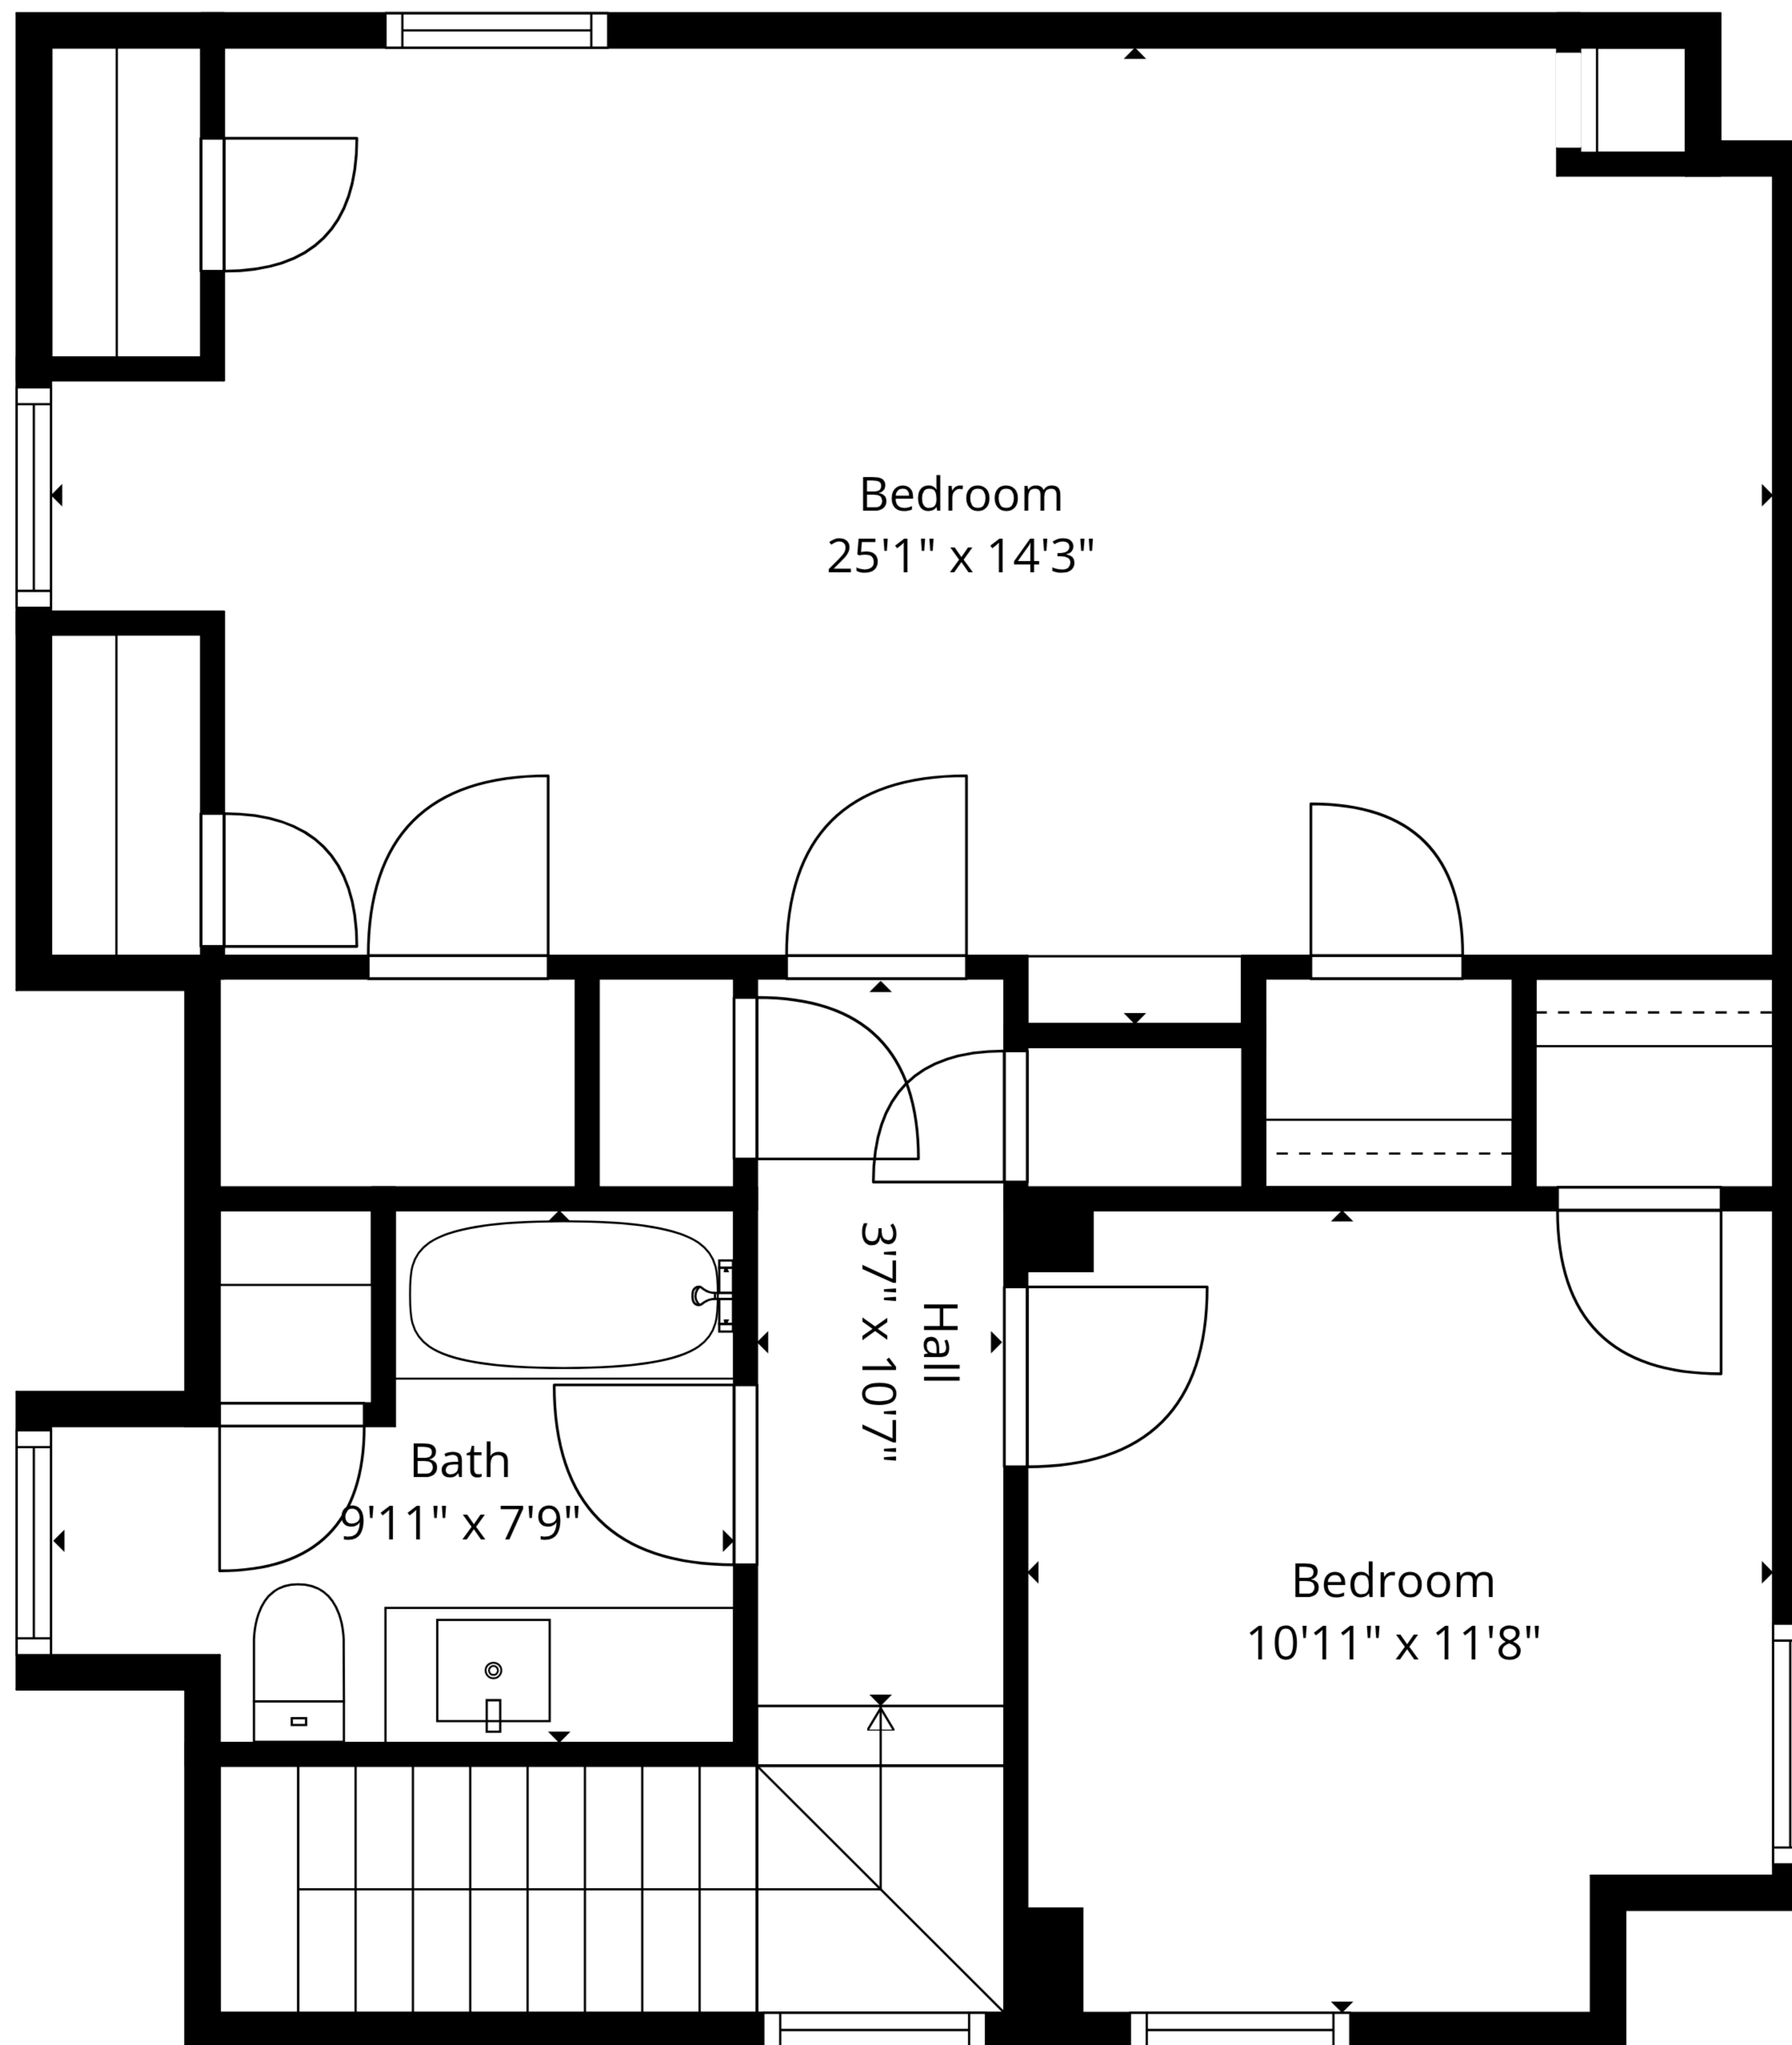 Bedroom
25'1" x 14'3"
Hall
3'7" x 10'7"
Bath
9'11" x 7'9"
Bedroom
10'11" x 11'8"